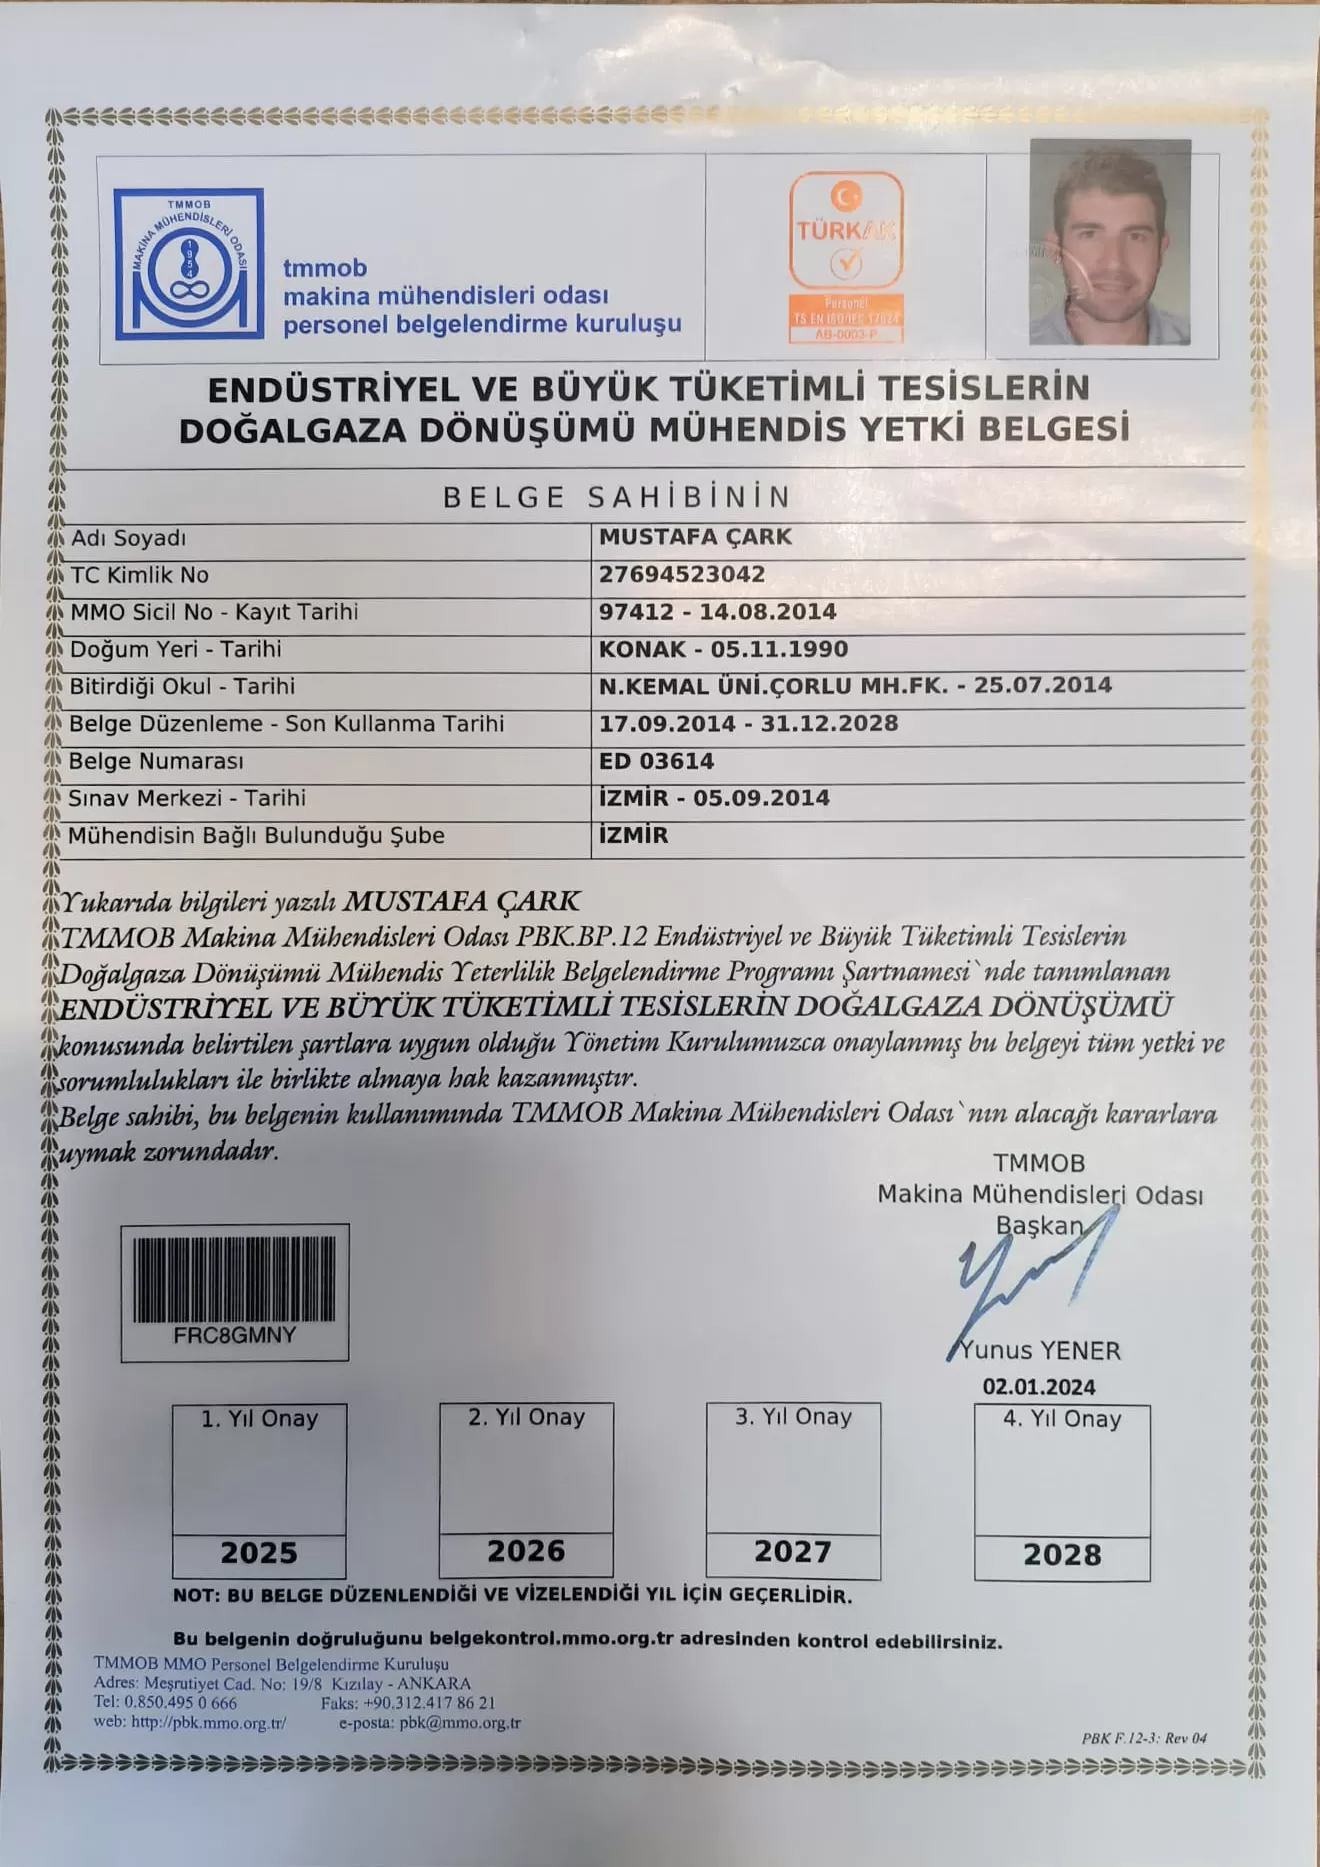 TMMOB
MAKİNA MÜHENDİSLERİ ODASI
1954
tmmob
makina mühendisleri odası
personel belgelendirme kuruluşu
TÜRKAK
Personel
TS EN ISO/IEC 17024
AB-0003-P
ENDÜSTRİYEL VE BÜYÜK TÜKETİMLİ TESİSLERİN
DOĞALGAZA DÖNÜŞÜMÜ MÜHENDİS YETKİ BELGESİ
BELGE SAHİBİNİN
Adı Soyadı MUSTAFA ÇARK
TC Kimlik No 27694523042
MMO Sicil No - Kayıt Tarihi 97412 - 14.08.2014
Doğum Yeri - Tarihi KONAK - 05.11.1990
Bitirdiği Okul - Tarihi N.KEMAL ÜNİ.ÇORLU MH.FK. - 25.07.2014
Belge Düzenleme - Son Kullanma Tarihi 17.09.2014 - 31.12.2028
Belge Numarası ED 03614
Sınav Merkezi - Tarihi İZMİR - 05.09.2014
Mühendisin Bağlı Bulunduğu Şube İZMİR
Yukarıda bilgileri yazılı MUSTAFA ÇARK
TMMOB Makina Mühendisleri Odası PBK.BP.12 Endüstriyel ve Büyük Tüketimli Tesislerin
Doğalgaza Dönüşümü Mühendis Yeterlilik Belgelendirme Programı Şartnamesi`nde tanımlanan
ENDÜSTRİYEL VE BÜYÜK TÜKETİMLİ TESİSLERİN DOĞALGAZA DÖNÜŞÜMÜ
konusunda belirtilen şartlara uygun olduğu Yönetim Kurulumuzca onaylanmış bu belgeyi tüm yetki ve
sorumlulukları ile birlikte almaya hak kazanmıştır.
Belge sahibi, bu belgenin kullanımında TMMOB Makina Mühendisleri Odası`nın alacağı kararlara
uymak zorundadır.
TMMOB
Makina Mühendisleri Odası
Başkan
FRC8GMNY
Yunus YENER
02.01.2024
1. Yıl Onay 2. Yıl Onay 3. Yıl Onay 4. Yıl Onay
2025 2026 2027 2028
NOT: BU BELGE DÜZENLENDİĞİ VE VİZELENDİĞİ YIL İÇİN GEÇERLİDİR.
Bu belgenin doğruluğunu belgekontrol.mmo.org.tr adresinden kontrol edebilirsiniz.
TMMOB MMO Personel Belgelendirme Kuruluşu
Adres: Meşrutiyet Cad. No: 19/8 Kızılay - ANKARA
Tel: 0.850.495 0 666 Faks: +90.312.417 86 21
web: http://pbk.mmo.org.tr/ e-posta: pbk@mmo.org.tr
PBK F.12-3: Rev 04